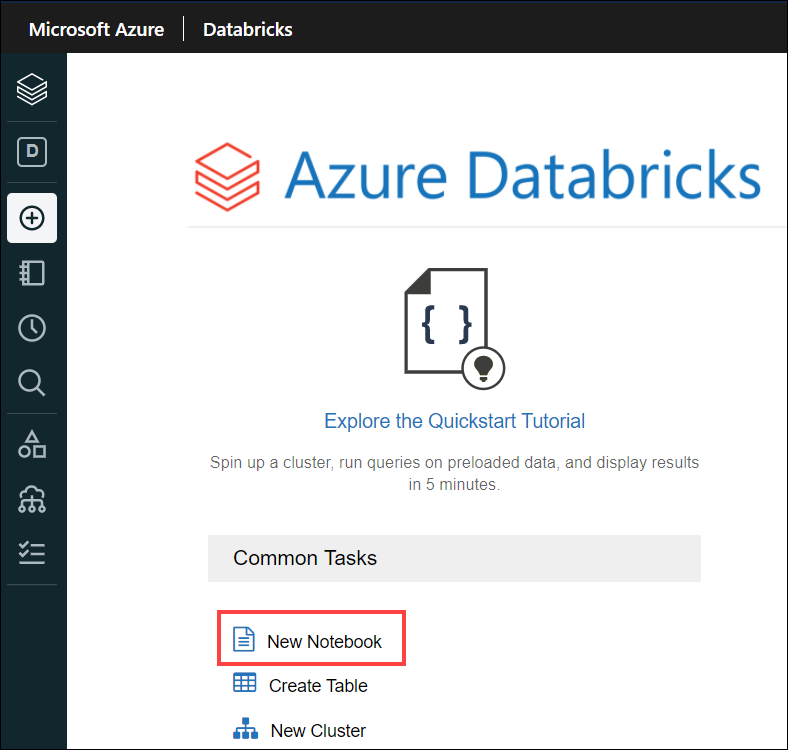 Microsoft Azure Databricks
D
Azure Databricks
{ }
Explore the Quickstart Tutorial
Spin up a cluster, run queries on preloaded data, and display results
in 5 minutes.
Common Tasks
New Notebook
Create Table
New Cluster